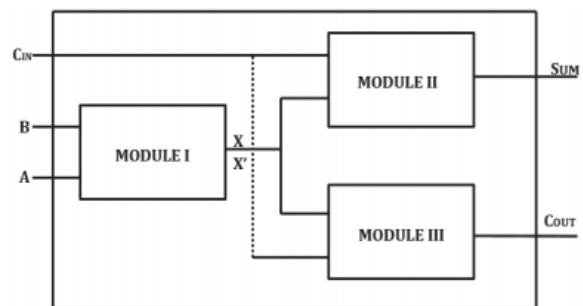 CIN
SUM
MODULE II
B
MODULE I
X
X'
A
MODULE III
COUT